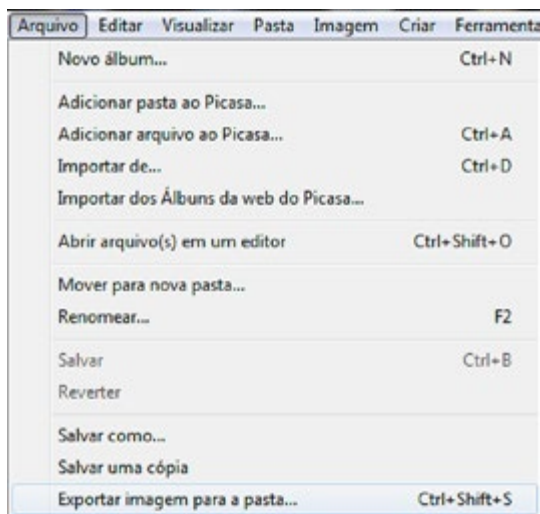 Arquivo Editar Visualizar Pasta Imagem Criar Ferramenta
Novo álbum... Ctrl+N
Adicionar pasta ao Picasa...
Adicionar arquivo ao Picasa... Ctrl+A
Importar de... Ctrl+D
Importar dos Álbuns da web do Picasa...
Abrir arquivo(s) em um editor Ctrl+Shift+O
Mover para nova pasta...
Renomear... F2
Salvar Ctrl+B
Reverter
Salvar como...
Salvar uma cópia
Exportar imagem para a pasta... Ctrl+Shift+S